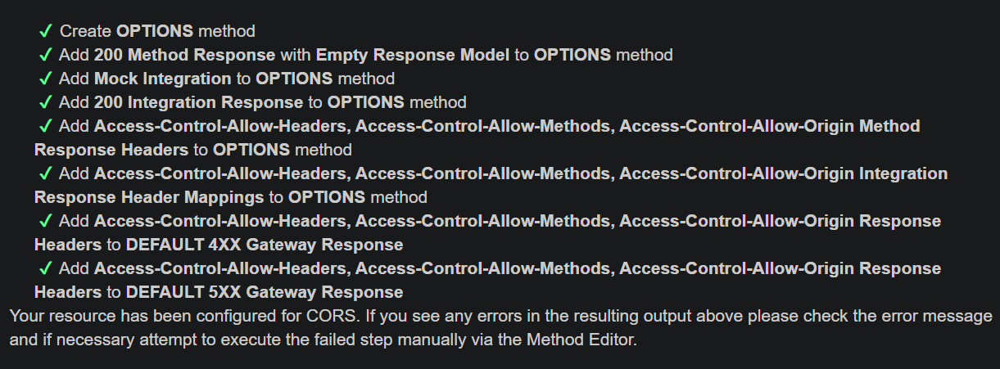 ✔ Create OPTIONS method
✔ Add 200 Method Response with Empty Response Model to OPTIONS method
✔ Add Mock Integration to OPTIONS method
✔ Add 200 Integration Response to OPTIONS method
✔ Add Access-Control-Allow-Headers, Access-Control-Allow-Methods, Access-Control-Allow-Origin Method
Response Headers to OPTIONS method
✔ Add Access-Control-Allow-Headers, Access-Control-Allow-Methods, Access-Control-Allow-Origin Integration
Response Header Mappings to OPTIONS method
✔ Add Access-Control-Allow-Headers, Access-Control-Allow-Methods, Access-Control-Allow-Origin Response
Headers to DEFAULT 4XX Gateway Response
✔ Add Access-Control-Allow-Headers, Access-Control-Allow-Methods, Access-Control-Allow-Origin Response
Headers to DEFAULT 5XX Gateway Response
Your resource has been configured for CORS. If you see any errors in the resulting output above please check the error message
and if necessary attempt to execute the failed step manually via the Method Editor.